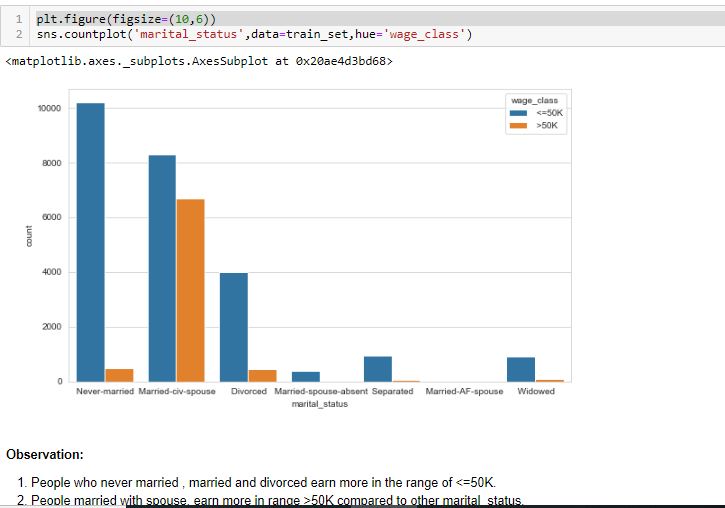 1 plt.figure(figsize=(10,6))
2 sns.countplot('marital_status',data=train_set,hue='wage_class')
<matplotlib.axes._subplots.AxesSubplot at 0x20ae4d3bd68>
wage_class
<=50K
>50K
10000
8000
6000
4000
2000
0
count
Never-married Married-civ-spouse Divorced Married-spouse-absent Separated Married-AF-spouse Widowed
marital_status
Observation:
1. People who never married , married and divorced earn more in the range of <=50K.
2. People married with spouse, earn more in range >50K compared to other marital_status.